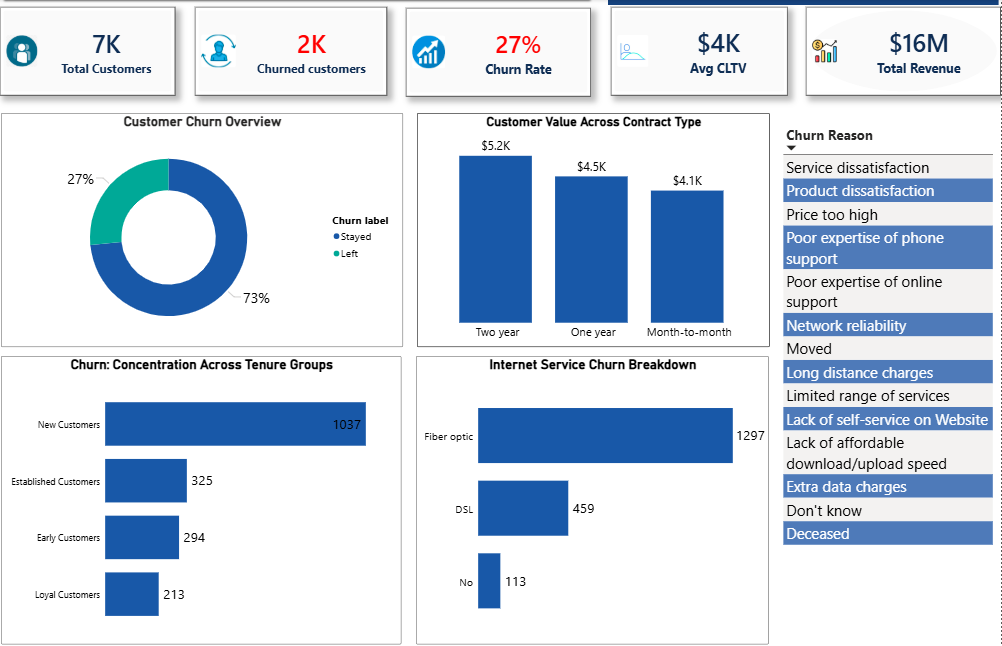 7K
Total Customers
2K
Churned customers
27%
Churn Rate
$4K
Avg CLTV
$16M
Total Revenue
Customer Churn Overview
27%
73%
Churn label
Stayed
Left
Customer Value Across Contract Type
$5.2K
$4.5K
$4.1K
Two year
One year
Month-to-month
Churn: Concentration Across Tenure Groups
New Customers
1037
Established Customers
325
Early Customers
294
Loyal Customers
213
Internet Service Churn Breakdown
Fiber optic
1297
DSL
459
No
113
Churn Reason
Service dissatisfaction
Product dissatisfaction
Price too high
Poor expertise of phone
support
Poor expertise of online
support
Network reliability
Moved
Long distance charges
Limited range of services
Lack of self-service on Website
Lack of affordable
download/upload speed
Extra data charges
Don't know
Deceased